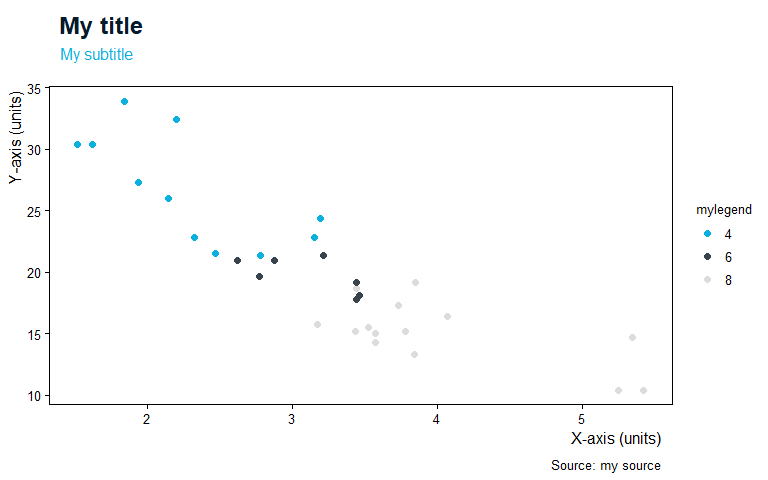 My title
My subtitle
Y-axis (units)
35
30
25
20
15
10
2
3
4
5
X-axis (units)
mylegend
4
6
8
Source: my source